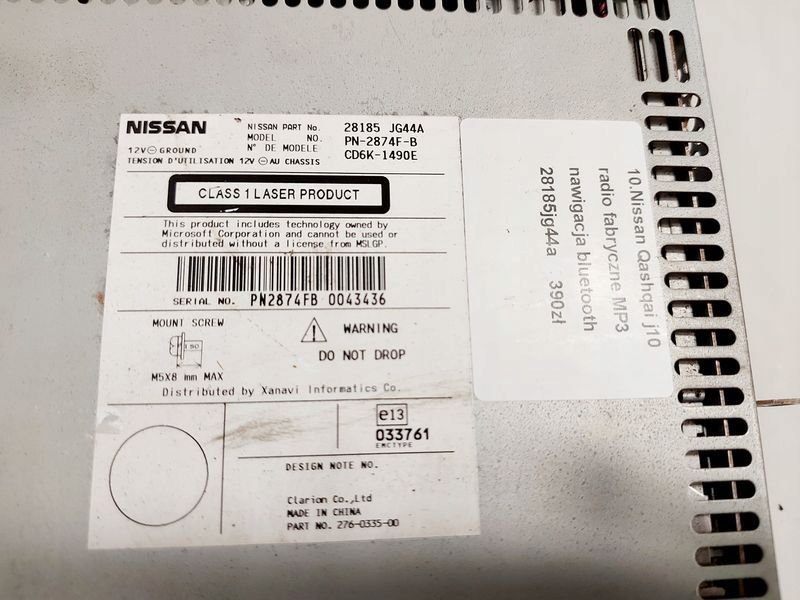 NISSAN
NISSAN PART No. 28185 JG44A
MODEL NO. PN-2874F-B
N° DE MODELE CD6K-1490E
12V⊖GROUND
TENSION D'UTILISATION 12V ⊖ AU CHASSIS
CLASS 1 LASER PRODUCT
This product includes technology owned by
Microsoft Corporation and cannot be used or
distributed without a license from MSLGP.
SERIAL NO. PN2874FB 0043436
MOUNT SCREW
ISO
M5X8 mm MAX
WARNING
DO NOT DROP
Distributed by Xanavi Informatics Co.
e13
033761
EMCTYPE
DESIGN NOTE NO.
Clarion Co.,Ltd
MADE IN CHINA
PART NO. 276-0335-00
10.Nissan Qashqai j10
radio fabryczne MP3
nawigacja bluetooth
28185jg44a 390zł